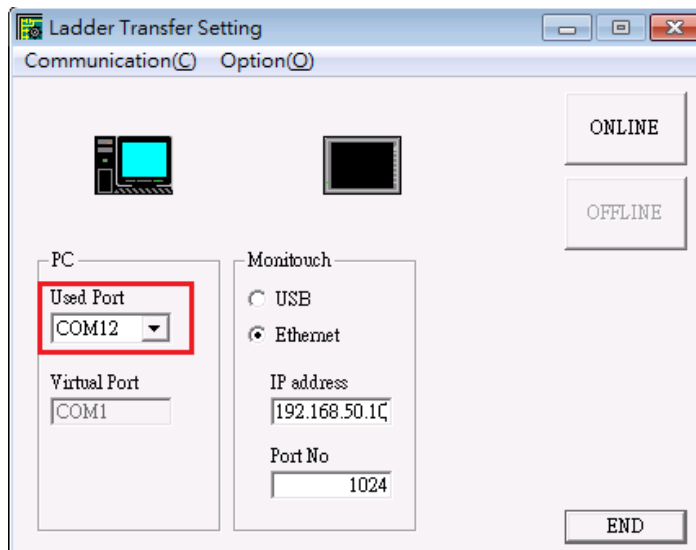 Ladder Transfer Setting
Communication(C) Option(O)
ONLINE
OFFLINE
PC
Used Port
COM12
Virtual Port
COM1
Monitouch
USB
Ethernet
IP address
192.168.50.1
Port No
1024
END